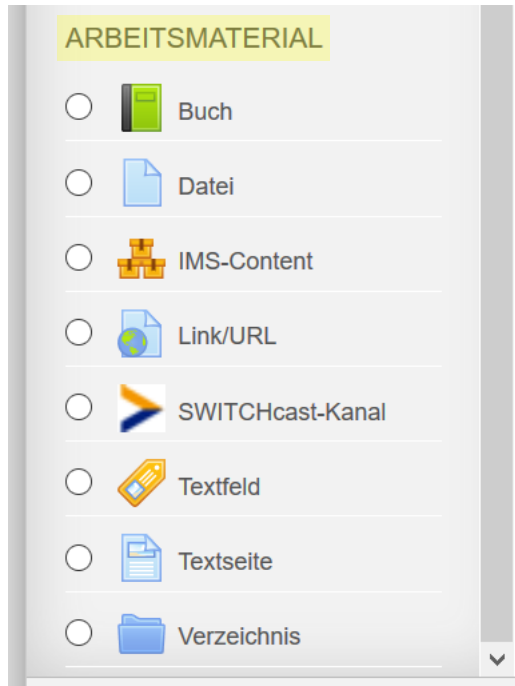 ARBEITSMATERIAL
Buch
Datei
IMS-Content
Link/URL
SWITCHcast-Kanal
Textfeld
Textseite
Verzeichnis